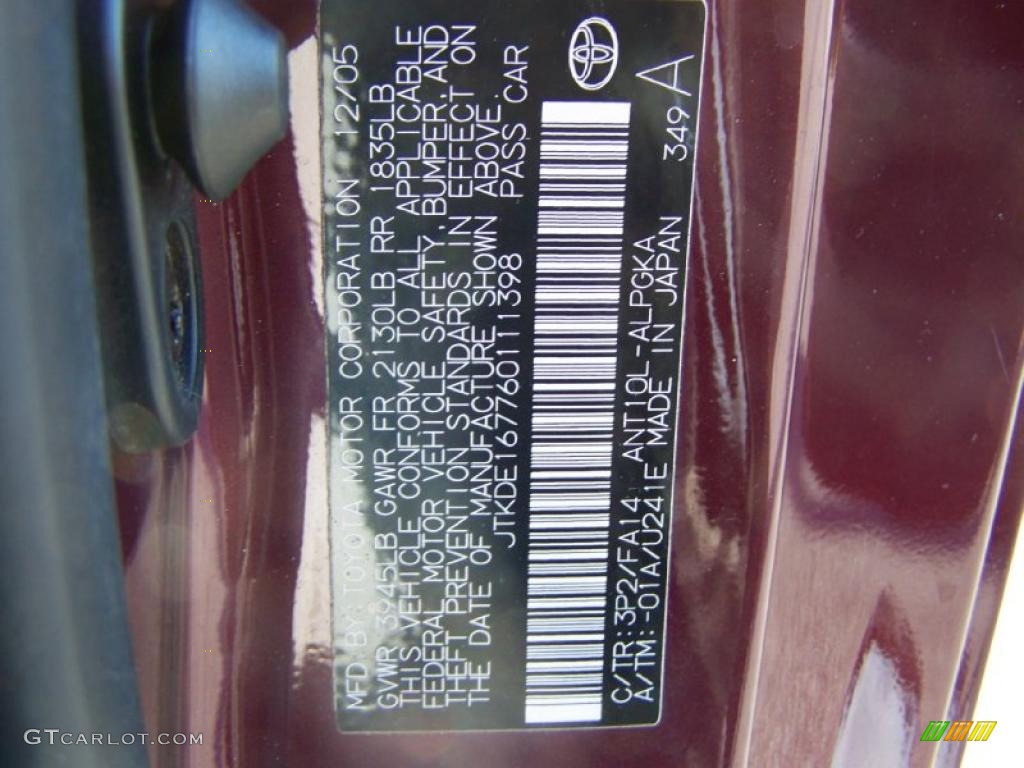 MFD.BY:TOYOTA MOTOR CORPORATION 12/05
GVWR 3945LB GAWR FR 2130LB RR 1835LB
THIS VEHICLE CONFORMS TO ALL APPLICABLE
FEDERAL MOTOR VEHICLE SAFETY, BUMPER, AND
THEFT PREVENTION STANDARDS IN EFFECT ON
THE DATE OF MANUFACTURE SHOWN ABOVE.
JTKDE167760111398 PASS CAR
C/TR:3P2/FA14 ANT10L-ALPGKA 349 A
A/TM:-01A/U241E MADE IN JAPAN
GTCARLOT.COM